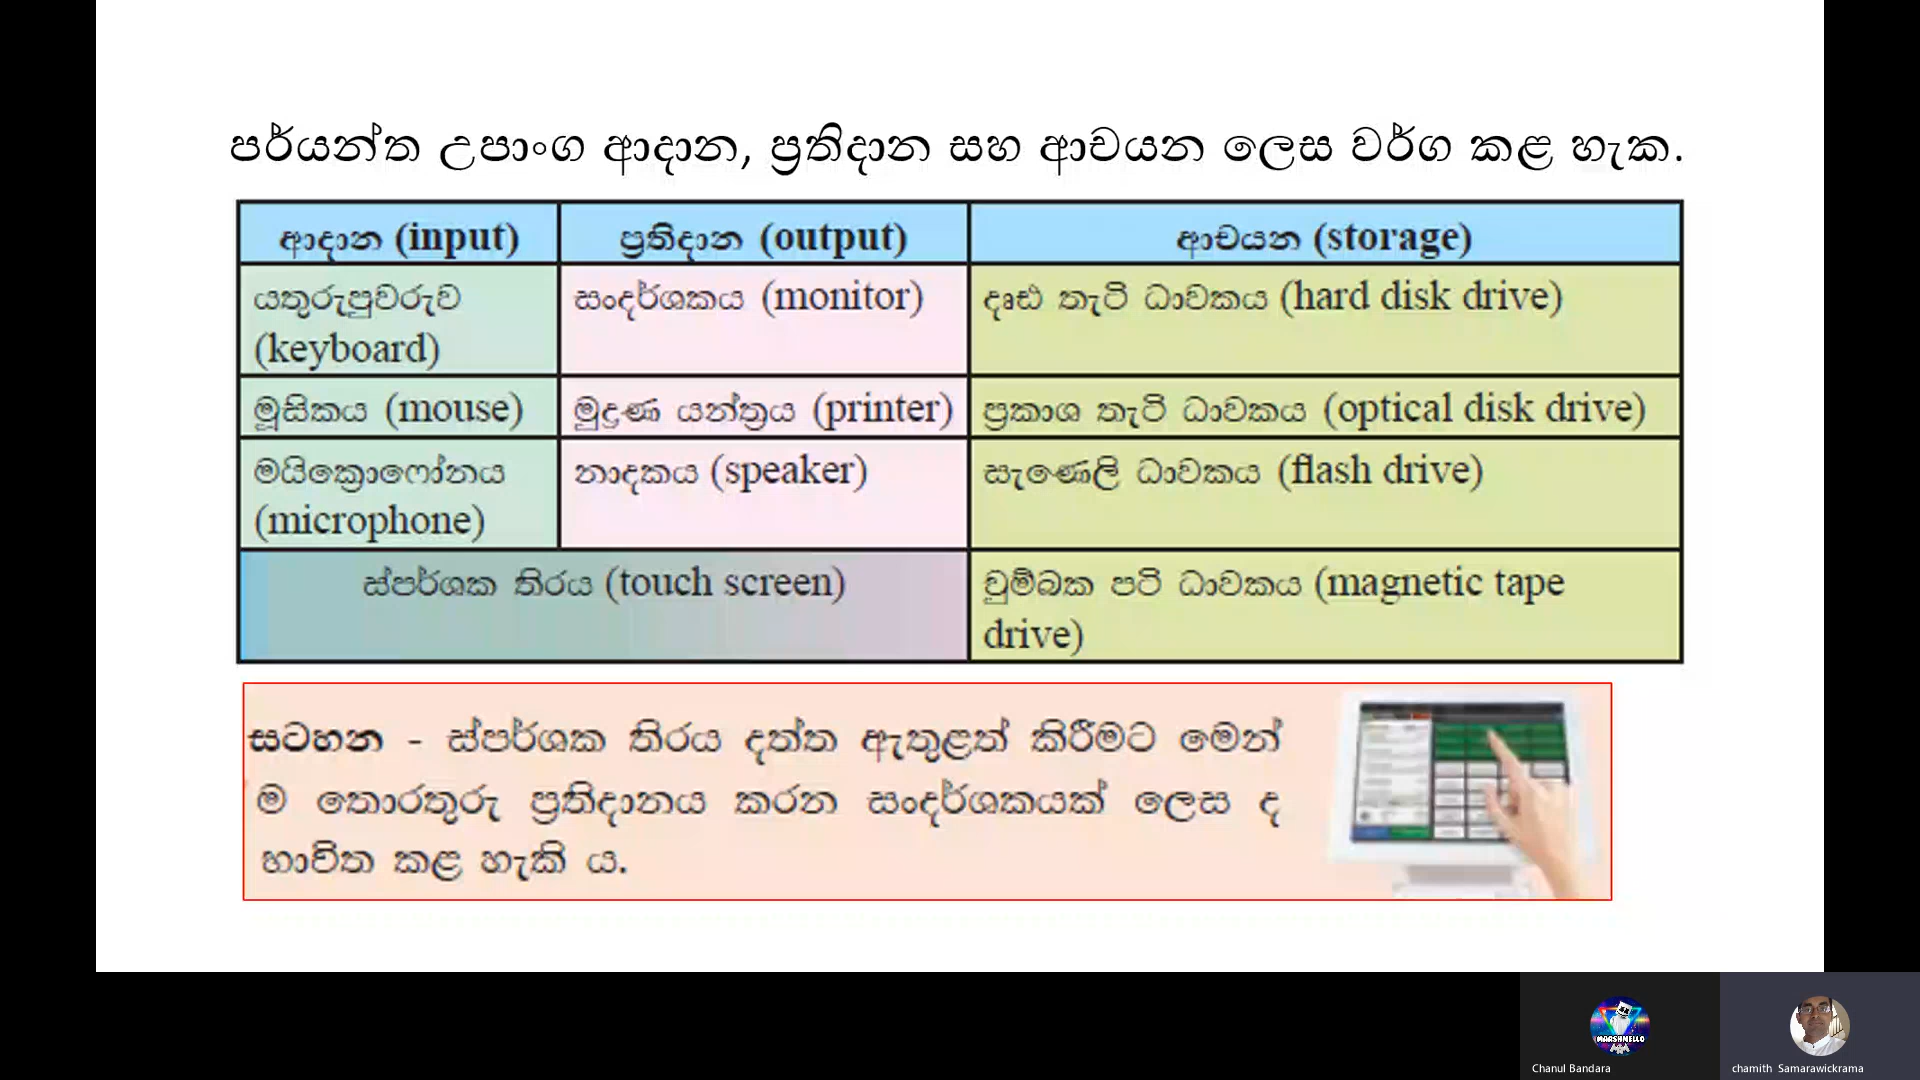 පර්යන්ත උපාංග ආදාන, ප්‍රතිදාන සහ ආචයන ලෙස වර්ග කළ හැක.
ආදාන (input)
ප්‍රතිදාන (output)
ආචයන (storage)
යතුරුපුවරුව
(keyboard)
සංදර්ශකය (monitor)
දෘඪ තැටි ධාවකය (hard disk drive)
මූසිකය (mouse)
මුද්‍රණ යන්ත්‍රය (printer)
ප්‍රකාශ තැටි ධාවකය (optical disk drive)
මයික්‍රොෆෝනය
(microphone)
නාදකය (speaker)
සැණෙලි ධාවකය (flash drive)
ස්පර්ශක තිරය (touch screen)
චුම්බක පටි ධාවකය (magnetic tape
drive)
සටහන - ස්පර්ශක තිරය දත්ත ඇතුළත් කිරීමට මෙන්
ම තොරතුරු ප්‍රතිදානය කරන සංදර්ශකයක් ලෙස ද
භාවිත කළ හැකි ය.
MARSHMELLO
Chanul Bandara
chamith Samarawickrama